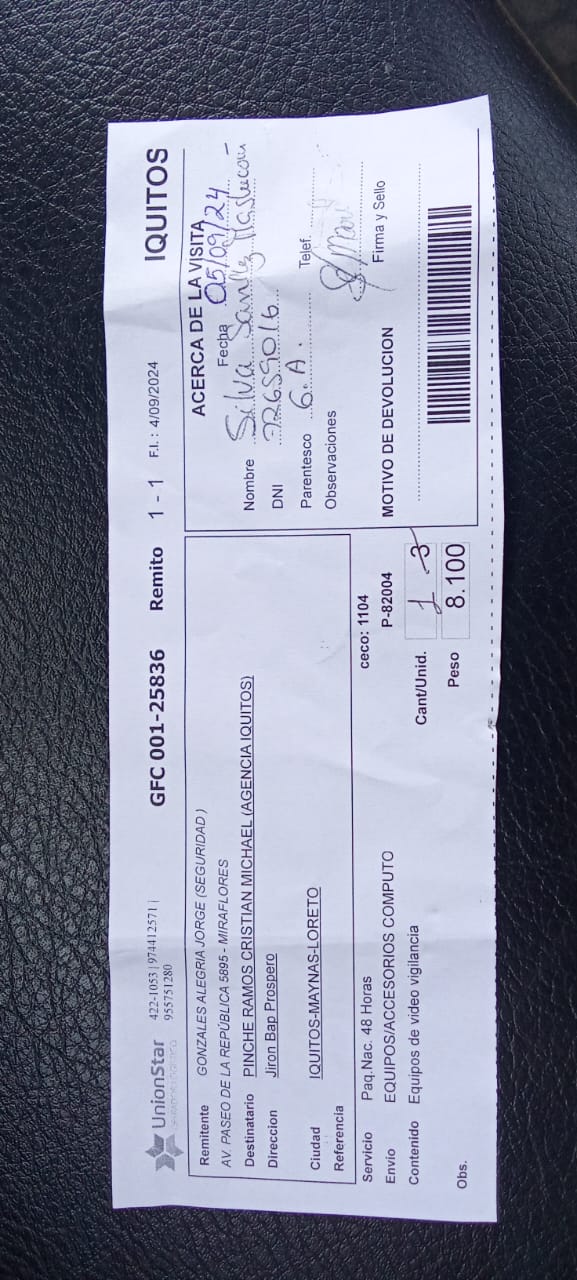 UnionStar 422-1053 | 974412571 |
955751280
GFC 001-25836 Remito 1 - 1 F.I. : 4/09/2024 IQUITOS
Remitente GONZALES ALEGRIA JORGE (SEGURIDAD )
AV. PASEO DE LA REPÚBLICA 5895 - MIRAFLORES
Destinatario PINCHE RAMOS CRISTIAN MICHAEL (AGENCIA IQUITOS)
Direccion Jiron Bap Prospero
Ciudad IQUITOS-MAYNAS-LORETO
Referencia
Servicio Paq.Nac. 48 Horas ceco: 1104
Envío EQUIPOS/ACCESORIOS COMPUTO P-82004
Contenido Equipos de video vigilancia
Cant/Unid. 1 3
Peso 8.100
Obs.
ACERCA DE LA VISITA
Fecha 05/09/24
Nombre Silva
DNI 72659016
Parentesco G.A. Telef
Observaciones
Firma y Sello
MOTIVO DE DEVOLUCION